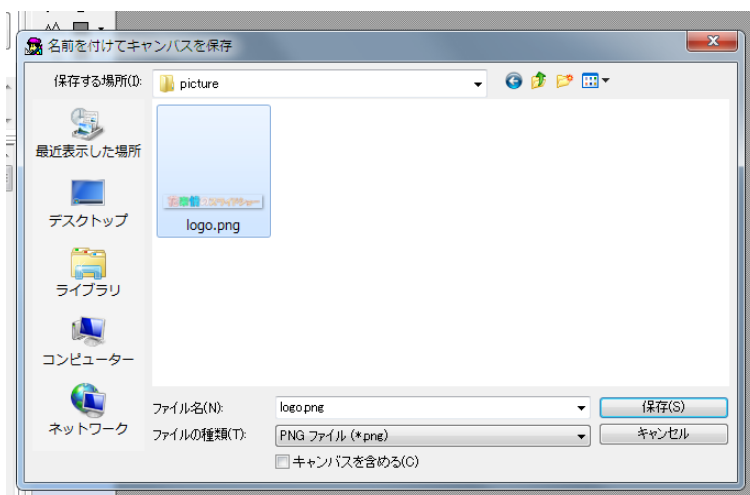 名前を付けてキャンバスを保存
保存する場所(I):
picture
最近表示した場所
デスクトップ
ライブラリ
コンピューター
ネットワーク
logo.png
ファイル名(N):
logo.png
保存(S)
ファイルの種類(T):
PNG ファイル (*.png)
キャンセル
キャンバスを含める(C)